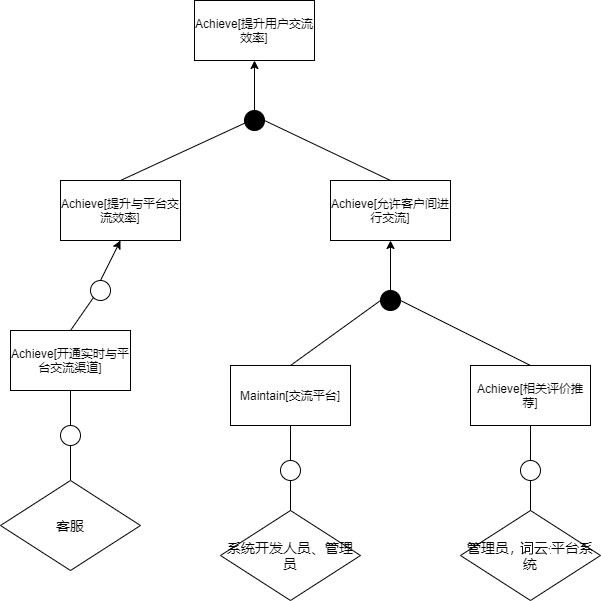 Achieve[提升用户交流
效率]
Achieve[提升与平台交
流效率]
Achieve[允许客户间进
行交流]
Achieve[开通实时与平
台交流渠道]
Maintain[交流平台]
Achieve[相关评价推
荐]
客服
系统开发人员、管理
员
管理员，词云·平台系
统